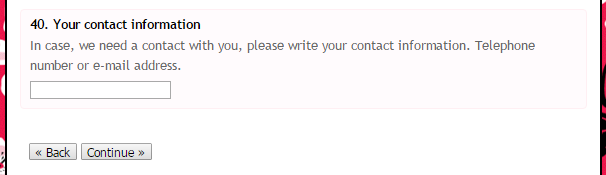 40. Your contact information
In case, we need a contact with you, please write your contact information. Telephone
number or e-mail address.
« Back Continue »